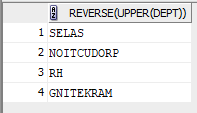 REVERSE(UPPER(DEPT))
1 SELAS
2 NOITCUDORP
3 RH
4 GNITEKRAM